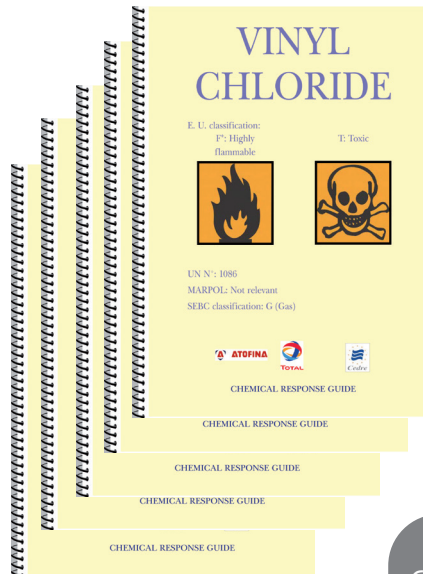 VINYL
CHLORIDE
E. U. classification:
F⁺: Highly
flammable
T: Toxic
UN N°: 1086
MARPOL: Not relevant
SEBC classification: G (Gas)
ATOFINA
TOTAL
Cedre
CHEMICAL RESPONSE GUIDE
CHEMICAL RESPONSE GUIDE
CHEMICAL RESPONSE GUIDE
CHEMICAL RESPONSE GUIDE
CHEMICAL RESPONSE GUIDE